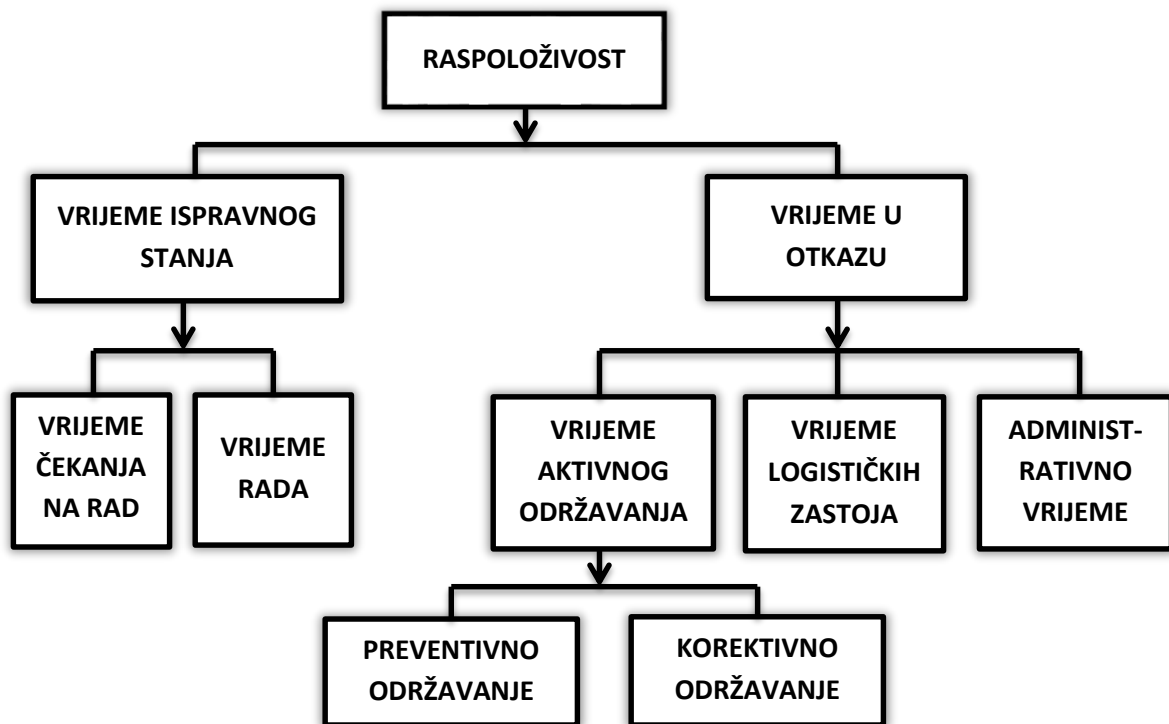 RASPOLOŽIVOST
VRIJEME ISPRAVNOG
STANJA
VRIJEME U
OTKAZU
VRIJEME
ČEKANJA
NA RAD
VRIJEME
RADA
VRIJEME
AKTIVNOG
ODRŽAVANJA
VRIJEME
LOGISTIČKIH
ZASTOJA
ADMINIST-
RATIVNO
VRIJEME
PREVENTIVNO
ODRŽAVANJE
KOREKTIVNO
ODRŽAVANJE